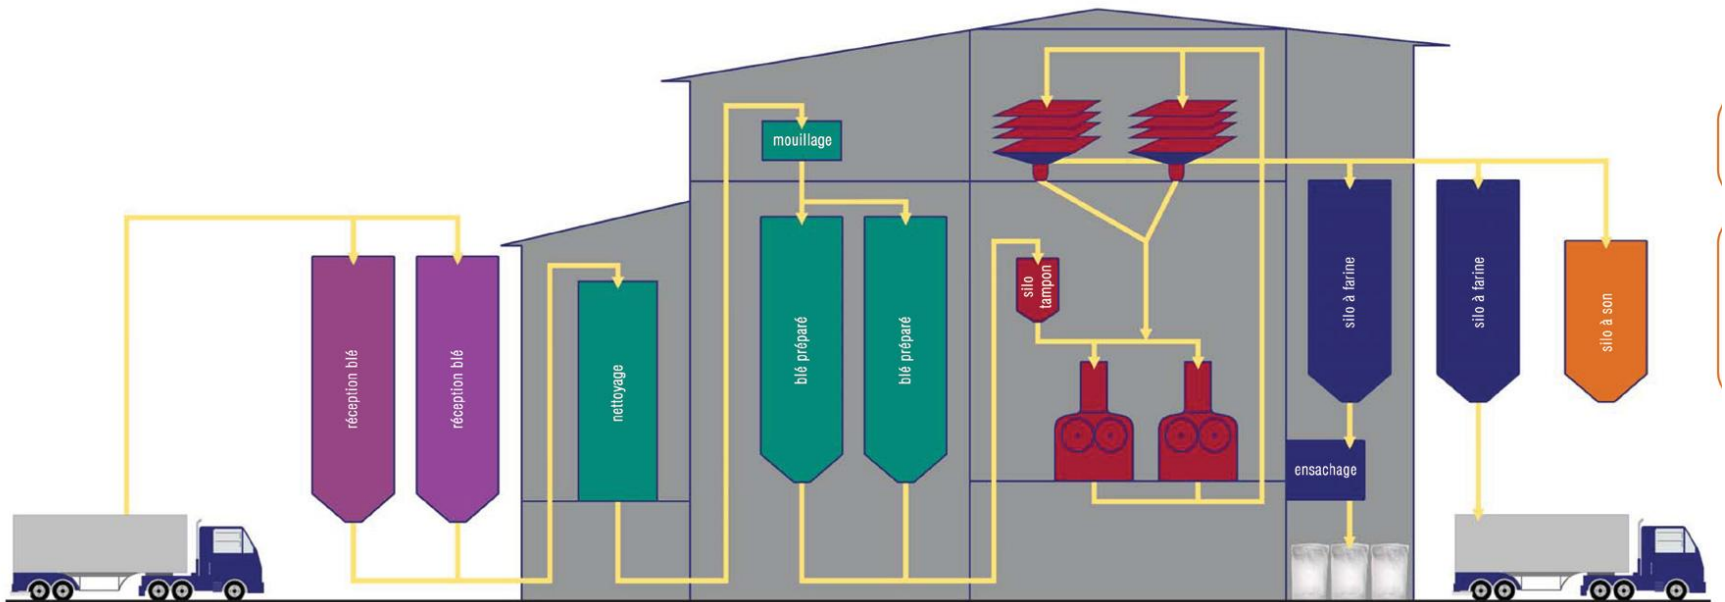 réception blé
réception blé
nettoyage
mouillage
blé préparé
blé préparé
silo
tampon
silo à farine
ensachage
silo à farine
silo à son